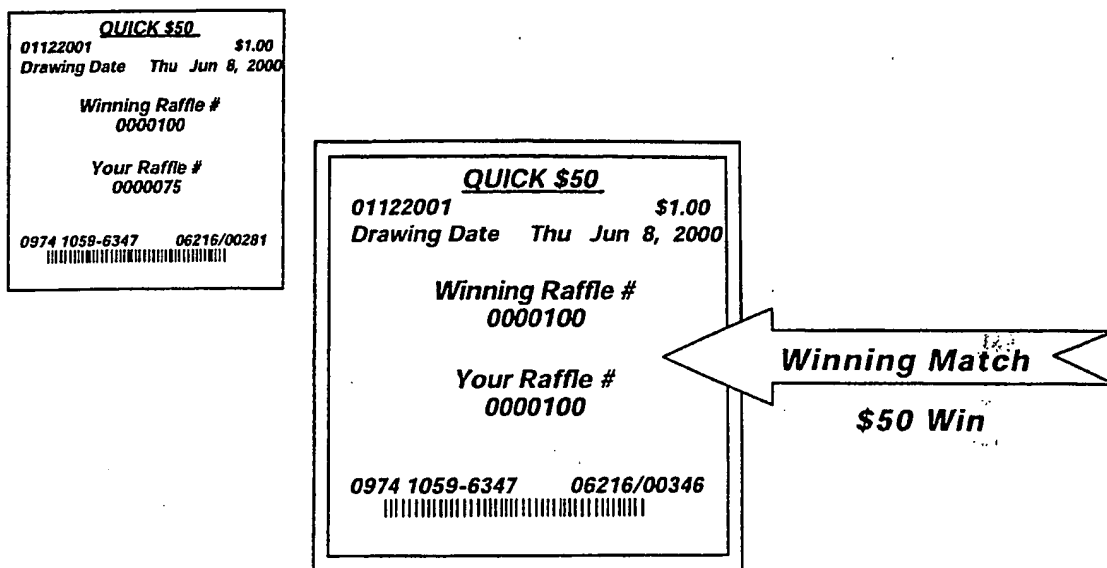 QUICK $50
01122001 $1.00
Drawing Date Thu Jun 8, 2000
Winning Raffle #
0000100
Your Raffle #
0000075
0974 1059-6347 06216/00281
QUICK $50
01122001 $1.00
Drawing Date Thu Jun 8, 2000
Winning Raffle #
0000100
Your Raffle #
0000100
0974 1059-6347 06216/00346
Winning Match
$50 Win